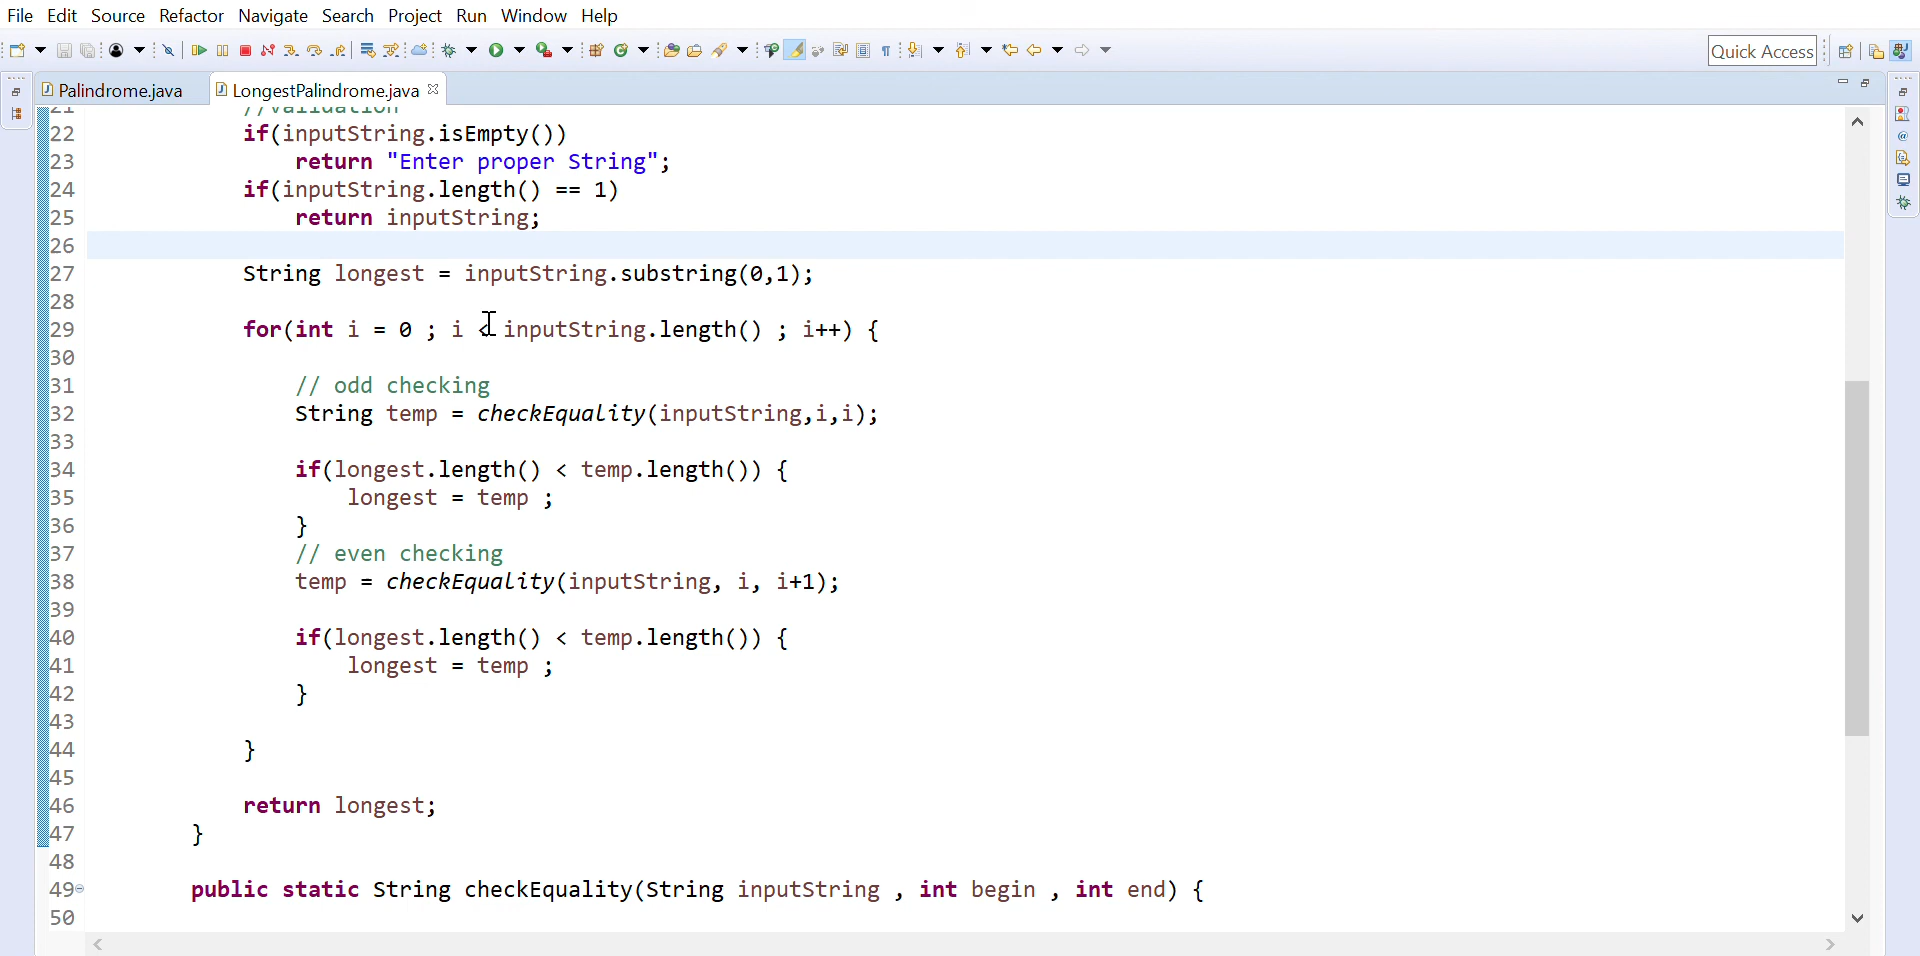 File Edit Source Refactor Navigate Search Project Run Window Help
Quick Access
Palindrome.java LongestPalindrome.java
21 //Validation
22 if(inputString.isEmpty())
23 return "Enter proper String";
24 if(inputString.length() == 1)
25 return inputString;
26
27 String longest = inputString.substring(0,1);
28
29 for(int i = 0 ; i < inputString.length() ; i++) {
30
31 // odd checking
32 String temp = checkEquality(inputString,i,i);
33
34 if(longest.length() < temp.length()) {
35 longest = temp ;
36 }
37 // even checking
38 temp = checkEquality(inputString, i, i+1);
39
40 if(longest.length() < temp.length()) {
41 longest = temp ;
42 }
43
44 }
45
46 return longest;
47 }
48
49 public static String checkEquality(String inputString , int begin , int end) {
50